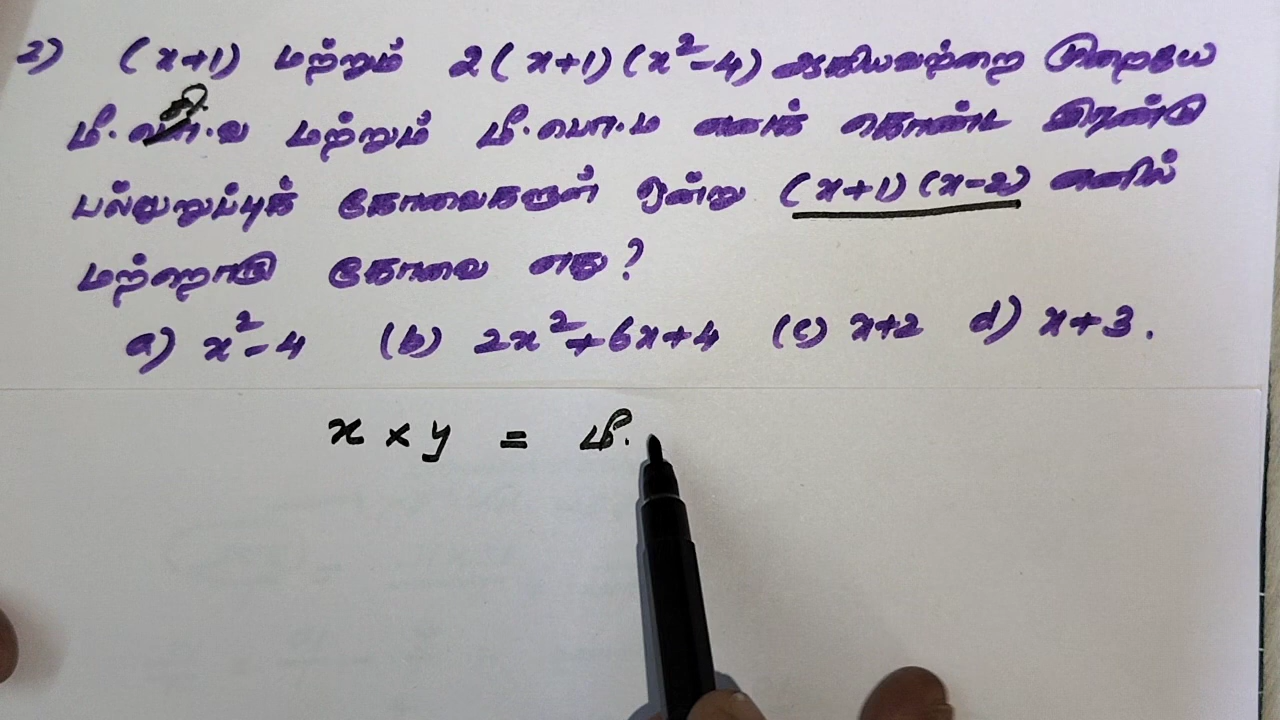 2) (x+1) மற்றும் 2(x+1)(x²-4) ஆகியவற்றை முறையே
மீ.சி.வ மற்றும் மீ.பொ.ம எனக் கொண்ட இரண்டு
பல்லுறுப்புக் கோவைகளுள் ஒன்று (x+1)(x-2) எனில்
மற்றொரு கோவை எது?
a) x²-4 (b) 2x²+6x+4 (c) x+2 d) x+3.
x × y = மீ.